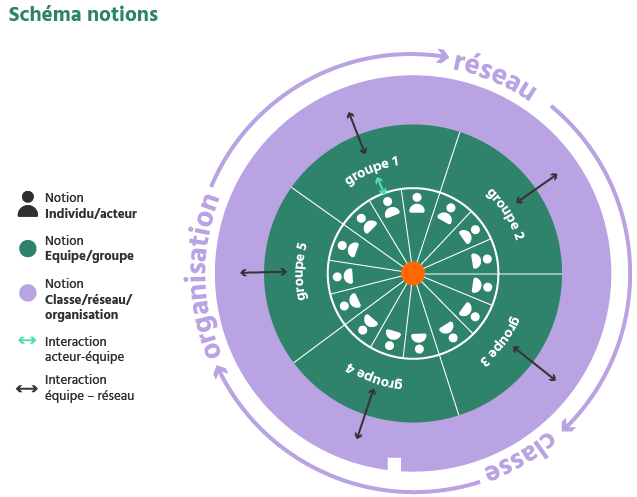 Schéma notions
réseau
groupe 1
groupe 2
Notion
Individu/acteur
Notion
Equipe/groupe
organisation
groupe 5
Notion
Classe/réseau/
organisation
Interaction
acteur-équipe
groupe 3
groupe 4
Interaction
équipe – réseau
classe